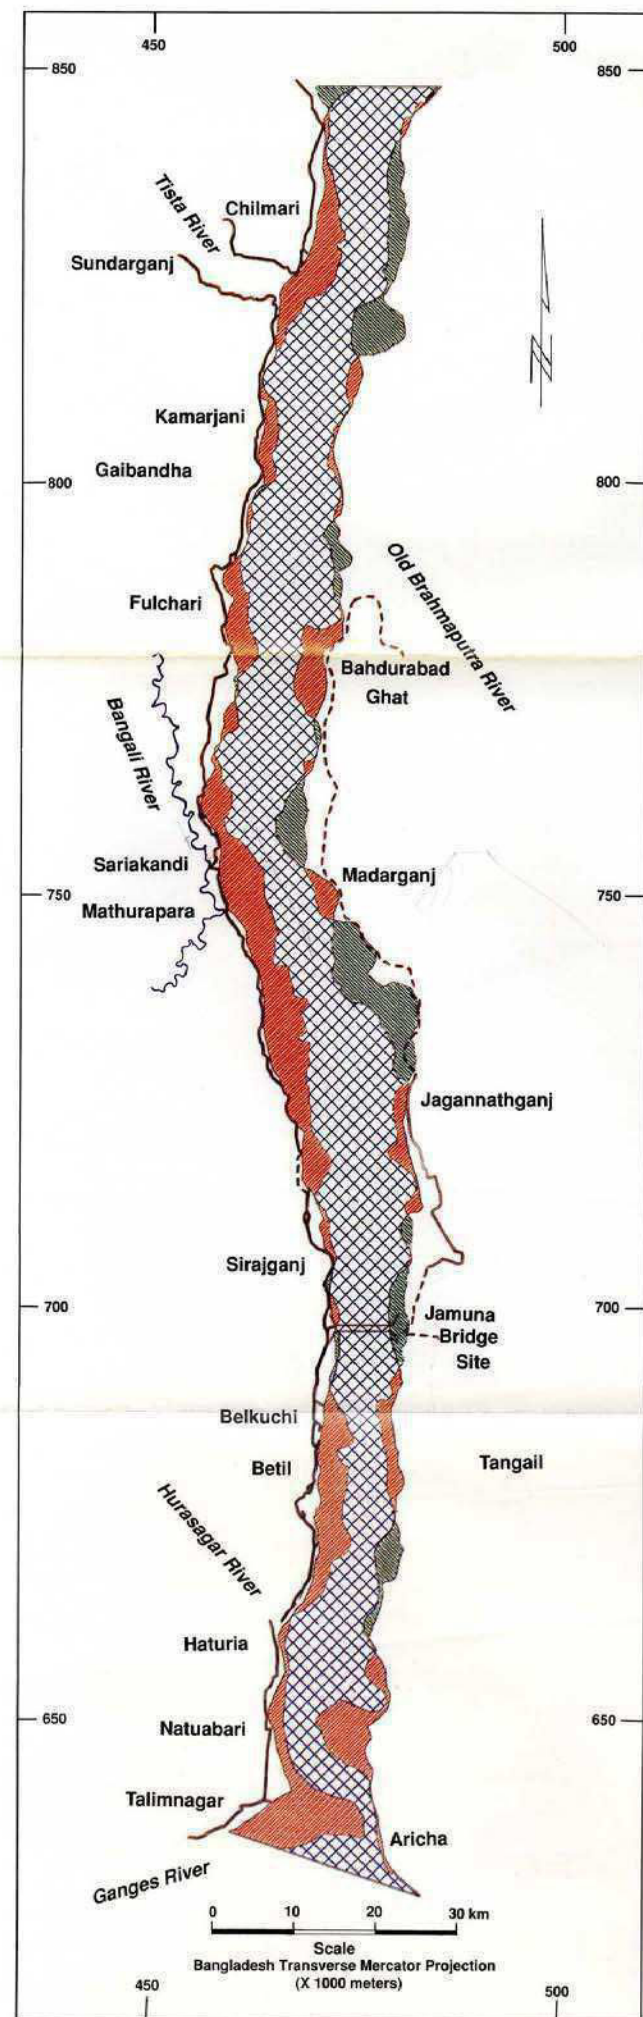 450 500
850 850
Tista River
Chilmari
Sundarganj
Kamarjani
Gaibandha
800 800
Old Brahmaputra River
Fulchari
Bahdurabad
Ghat
Bangali River
Sariakandi
Madarganj
750 750
Mathurapara
Jagannathganj
Sirajganj
700 700
Jamuna
Bridge
Site
Belkuchi
Betil
Tangail
Hurasagar River
Haturia
650 650
Natuabari
Talimnagar
Aricha
Ganges River
0 10 20 30 km
Scale
Bangladesh Transverse Mercator Projection
(X 1000 meters)
450 500